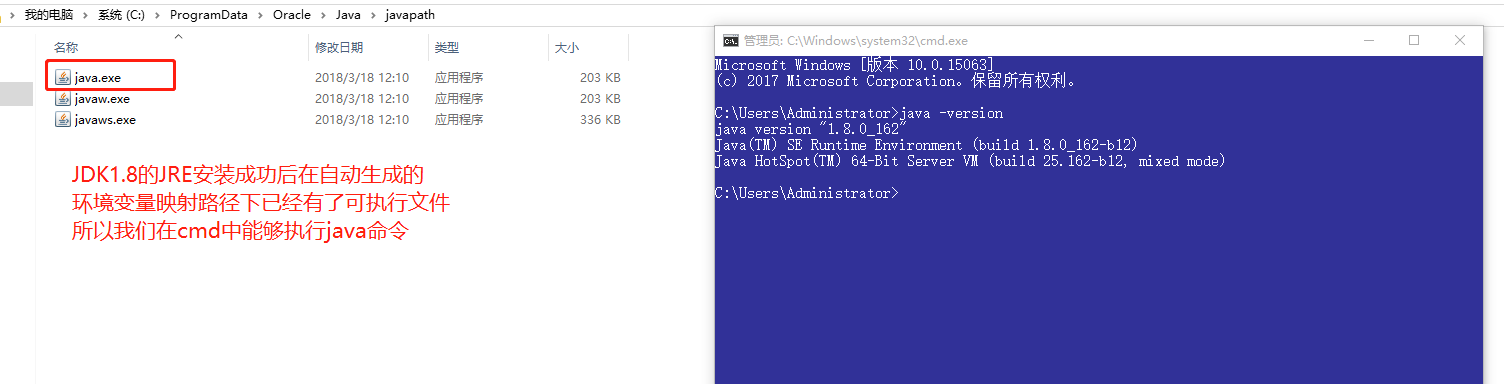 我的电脑 › 系统 (C:) › ProgramData › Oracle › Java › javapath
名称 修改日期 类型 大小
java.exe 2018/3/18 12:10 应用程序 203 KB
javaw.exe 2018/3/18 12:10 应用程序 203 KB
javaws.exe 2018/3/18 12:10 应用程序 336 KB
JDK1.8的JRE安装成功后在自动生成的
环境变量映射路径下已经有了可执行文件
所以我们在cmd中能够执行java命令
管理员: C:\Windows\system32\cmd.exe
Microsoft Windows [版本 10.0.15063]
(c) 2017 Microsoft Corporation。保留所有权利。
C:\Users\Administrator>java -version
java version "1.8.0_162"
Java(TM) SE Runtime Environment (build 1.8.0_162-b12)
Java HotSpot(TM) 64-Bit Server VM (build 25.162-b12, mixed mode)
C:\Users\Administrator>